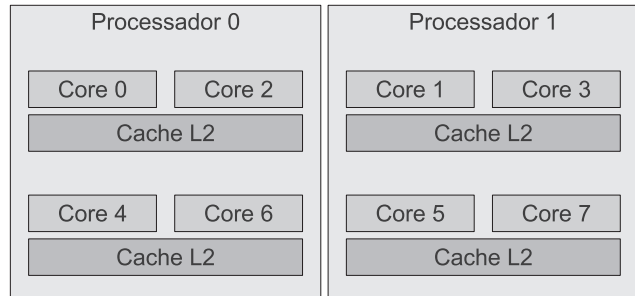 Processador 0
Core 0
Core 2
Cache L2
Core 4
Core 6
Cache L2
Processador 1
Core 1
Core 3
Cache L2
Core 5
Core 7
Cache L2